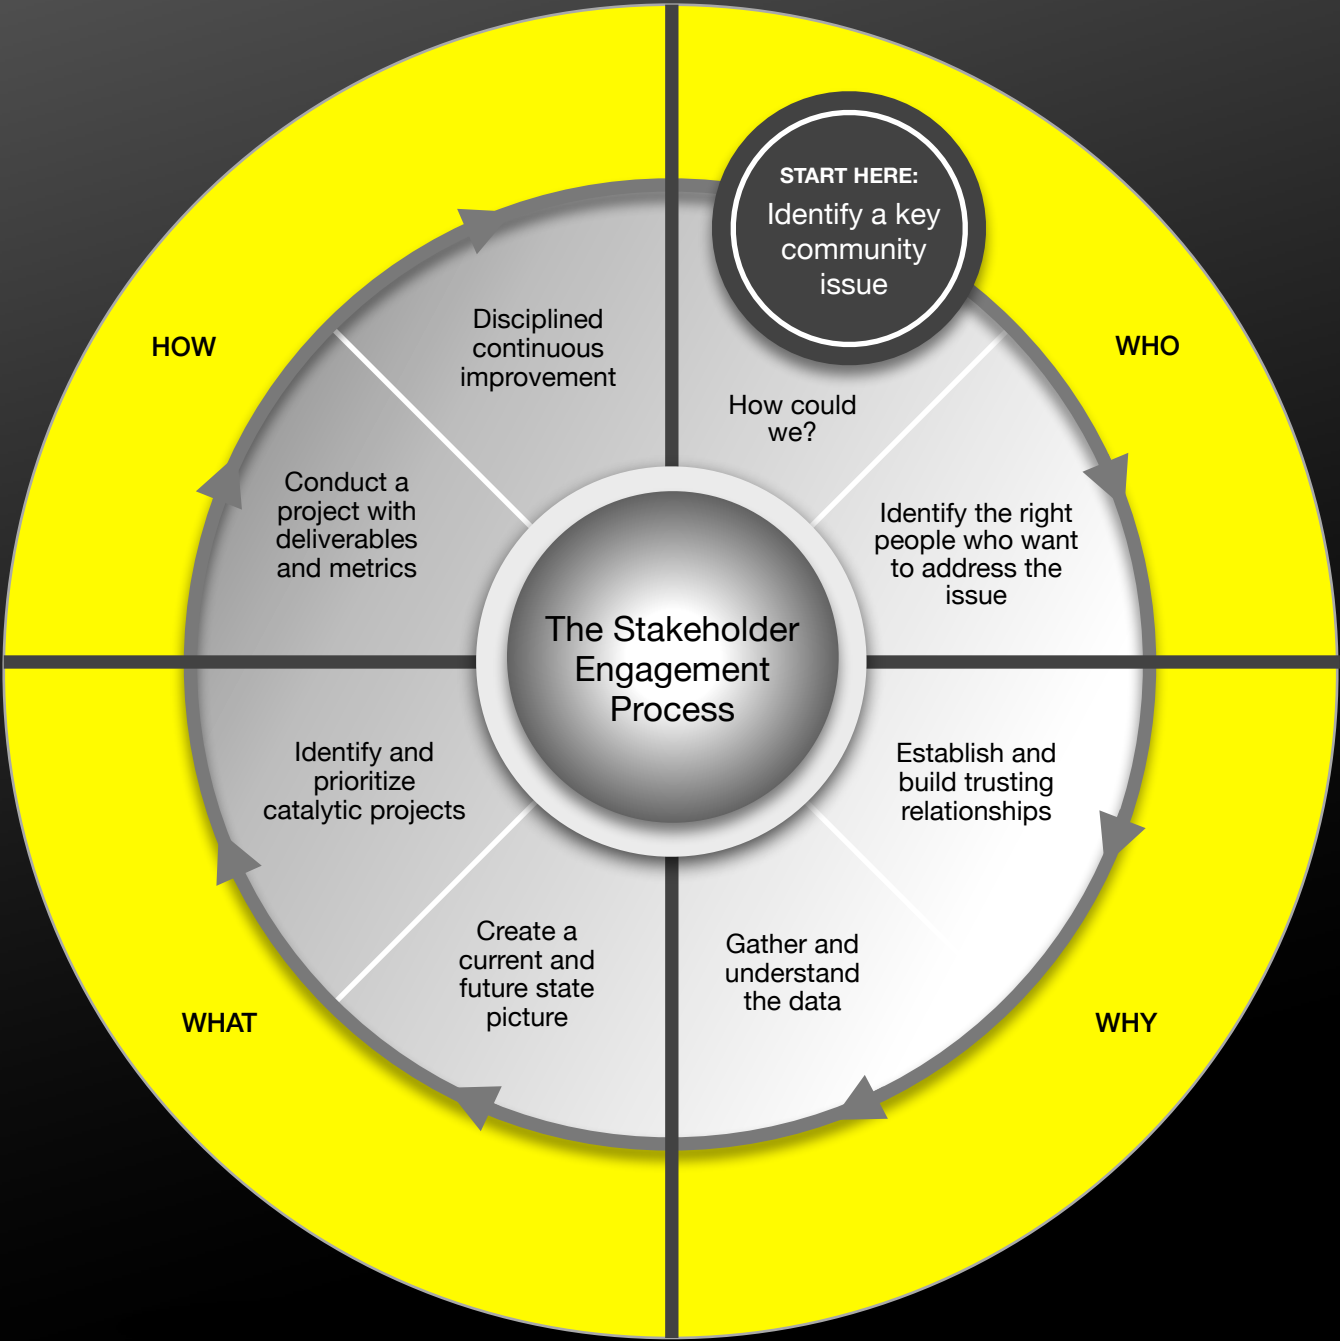 START HERE:
Identify a key
community
issue
How could
we?
WHO
Identify the right
people who want
to address the
issue
Establish and
build trusting
relationships
WHY
Gather and
understand
the data
Create a
current and
future state
picture
WHAT
Identify and
prioritize
catalytic projects
Conduct a
project with
deliverables
and metrics
HOW
Disciplined
continuous
improvement
The Stakeholder
Engagement
Process